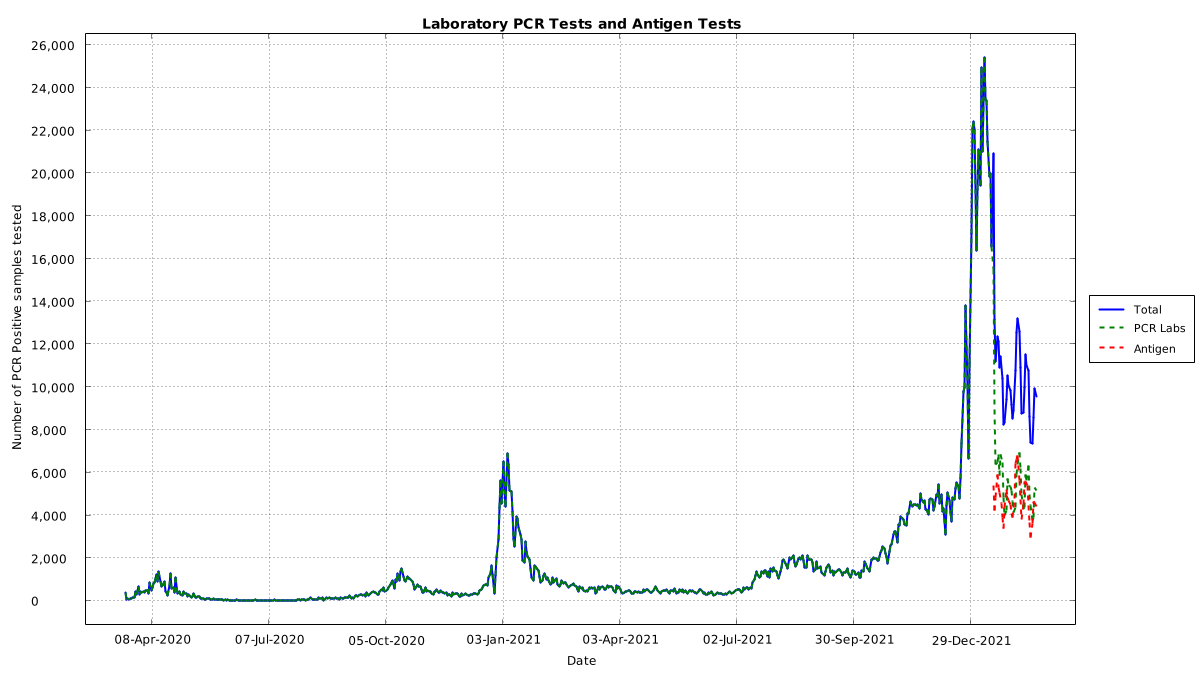 Laboratory PCR Tests and Antigen Tests
26,000
24,000
22,000
20,000
18,000
16,000
14,000
12,000
10,000
8,000
6,000
4,000
2,000
0
Number of PCR Positive samples tested
08-Apr-2020
07-Jul-2020
05-Oct-2020
03-Jan-2021
03-Apr-2021
02-Jul-2021
30-Sep-2021
29-Dec-2021
Date
Total
PCR Labs
Antigen